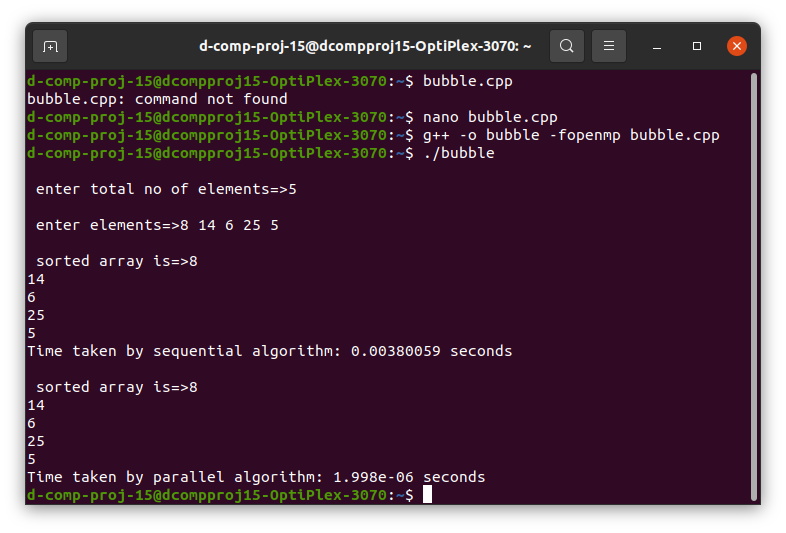 d-comp-proj-15@dcompproj15-OptiPlex-3070: ~
d-comp-proj-15@dcompproj15-OptiPlex-3070:~$ bubble.cpp
bubble.cpp: command not found
d-comp-proj-15@dcompproj15-OptiPlex-3070:~$ nano bubble.cpp
d-comp-proj-15@dcompproj15-OptiPlex-3070:~$ g++ -o bubble -fopenmp bubble.cpp
d-comp-proj-15@dcompproj15-OptiPlex-3070:~$ ./bubble
enter total no of elements=>5
enter elements=>8 14 6 25 5
sorted array is=>8
14
6
25
5
Time taken by sequential algorithm: 0.00380059 seconds
sorted array is=>8
14
6
25
5
Time taken by parallel algorithm: 1.998e-06 seconds
d-comp-proj-15@dcompproj15-OptiPlex-3070:~$